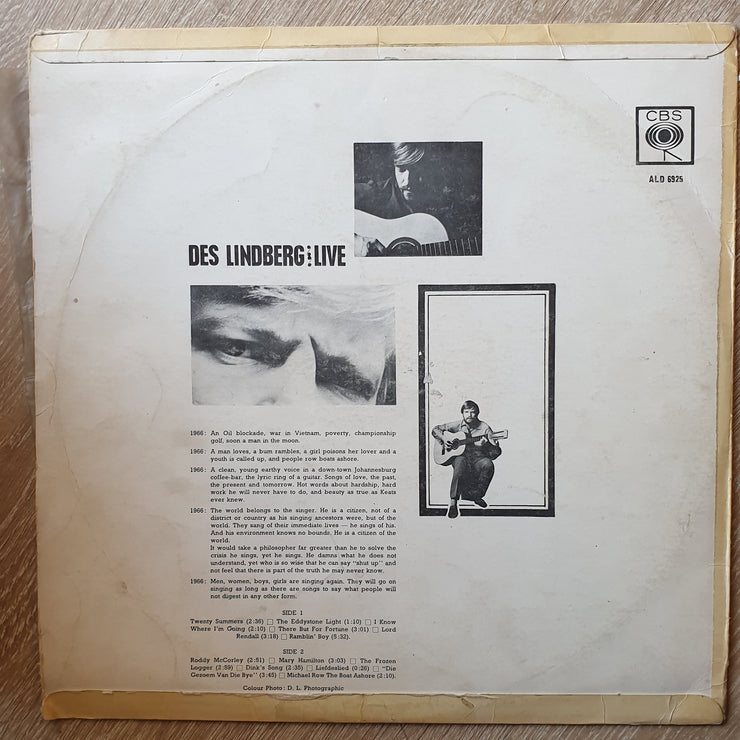 CBS
ALD 6925
DES LINDBERG:LIVE
1966: An Oil blockade, war in Vietnam, poverty, championship
golf, soon a man in the moon.
1966: A man loves, a bum rambles, a girl poisons her lover and a
youth is called up, and people row boats ashore.
1966: A clean, young earthy voice in a down-town Johannesburg
coffee-bar, the lyric ring of a guitar. Songs of love, the past,
the present and tomorrow. Hot words about hardship, hard
work he will never have to do, and beauty as true as Keats
ever knew.
1966: The world belongs to the singer. He is a citizen, not of a
district or country as his singing ancestors were, but of the
world. They sang of their immediate lives — he sings of his.
And his environment knows no bounds. He is a citizen of the
world.
It would take a philosopher far greater than he to solve the
crisis he sings, yet he sings. He damns what he does not
understand, yet who is so wise that he can say "shut up" and
not feel that there is part of the truth he may never know.
1966: Men, women, boys, girls are singing again. They will go on
singing as long as there are songs to say what people will
not digest in any other form.
SIDE 1
Twenty Summers (2:36) □ The Eddystone Light (1:10) □ I Know
Where I'm Going (2:10) □ There But For Fortune (3:01) □ Lord
Rendall (3:18) □ Ramblin' Boy (5:32).
SIDE 2
Roddy McCorley (2:51) □ Mary Hamilton (3:03) □ The Frozen
Logger (2:59) □ Dink's Song (2:35) □ Liefdeslied (0:28) □ "Die
Gezoem Van Die Bye" (3:45) □ Michael Row The Boat Ashore (2:10).
Colour Photo: D. L. Photographic